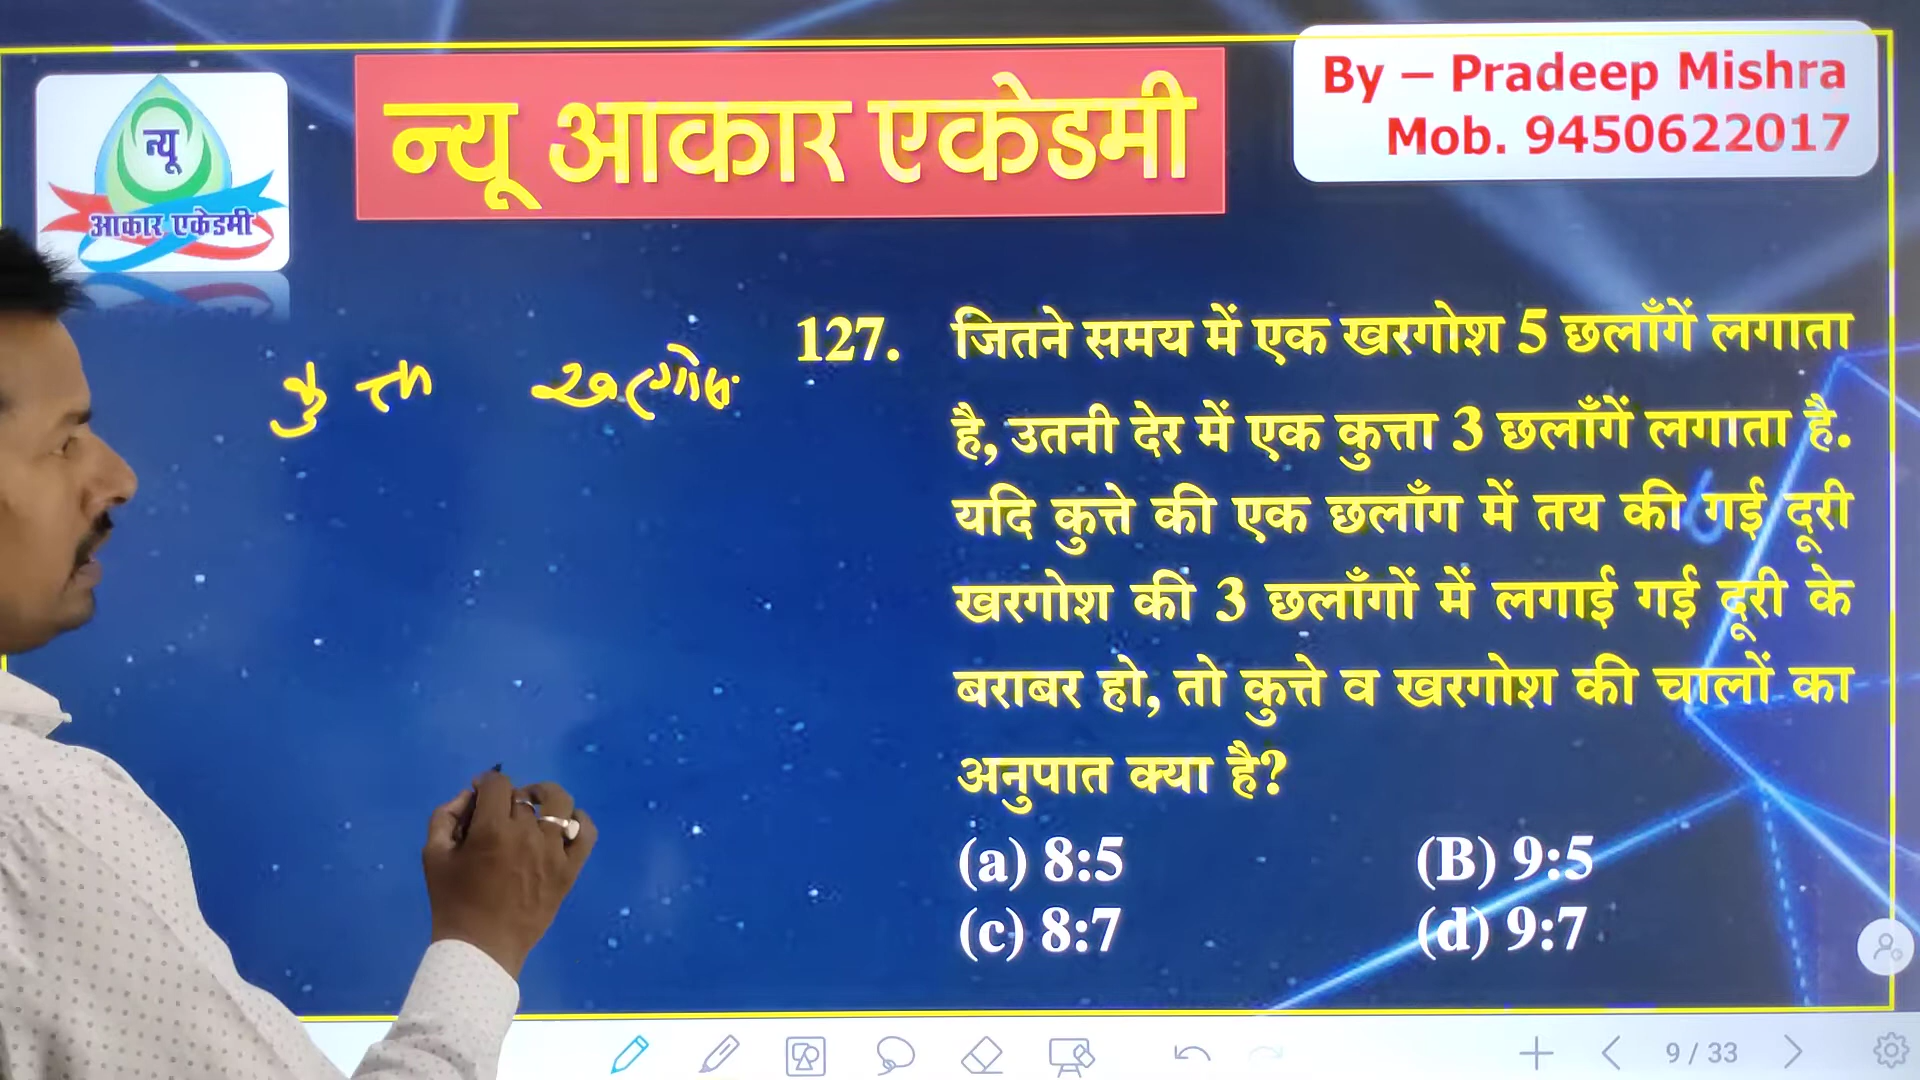 न्यू
आकार एकेडमी
न्यू आकार एकेडमी
By – Pradeep Mishra
Mob. 9450622017
कुत्ता खरगोश
127. जितने समय में एक खरगोश 5 छलाँगें लगाता
है, उतनी देर में एक कुत्ता 3 छलाँगें लगाता है.
यदि कुत्ते की एक छलाँग में तय की गई दूरी
खरगोश की 3 छलाँगों में लगाई गई दूरी के
बराबर हो, तो कुत्ते व खरगोश की चालों का
अनुपात क्या है?
(a) 8:5 (B) 9:5
(c) 8:7 (d) 9:7
9 / 33